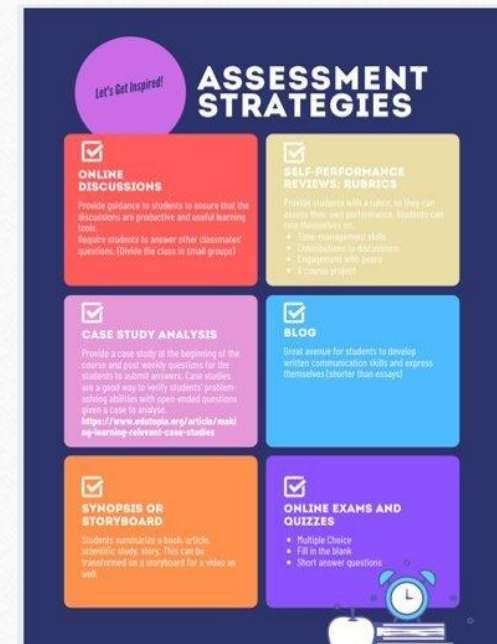 Let's Get Inspired!
ASSESSMENT
STRATEGIES
ONLINE
DISCUSSIONS
Provide guidance to students to ensure that the
discussions are productive and useful learning
tools.
Require students to answer other classmates'
questions. (Divide the class in small groups)
SELF-PERFORMANCE
REVIEWS: RUBRICS
Provide students with a rubric so they can
assess their own performance. Students can
rate themselves on:
• Time-management skills
• Contributions to discussions
• Engagement with peers
• A course project
CASE STUDY ANALYSIS
Provide a case study at the beginning of the
course and post weekly questions for the
students to submit answers. Case studies
are a good way to verify students' problem-
solving abilities with open-ended questions
given a case to analyse.
https://www.edutopia.org/article/maki
ng-learning-relevant-case-studies
BLOG
Great avenue for students to develop
written communication skills and express
themselves (shorter than essays)
SYNOPSIS OR
STORYBOARD
Students summarize a book, article,
scientific study, story. This can be
transformed on a storyboard for a video as
well.
ONLINE EXAMS AND
QUIZZES
• Multiple Choice
• Fill in the blank
• Short answer questions